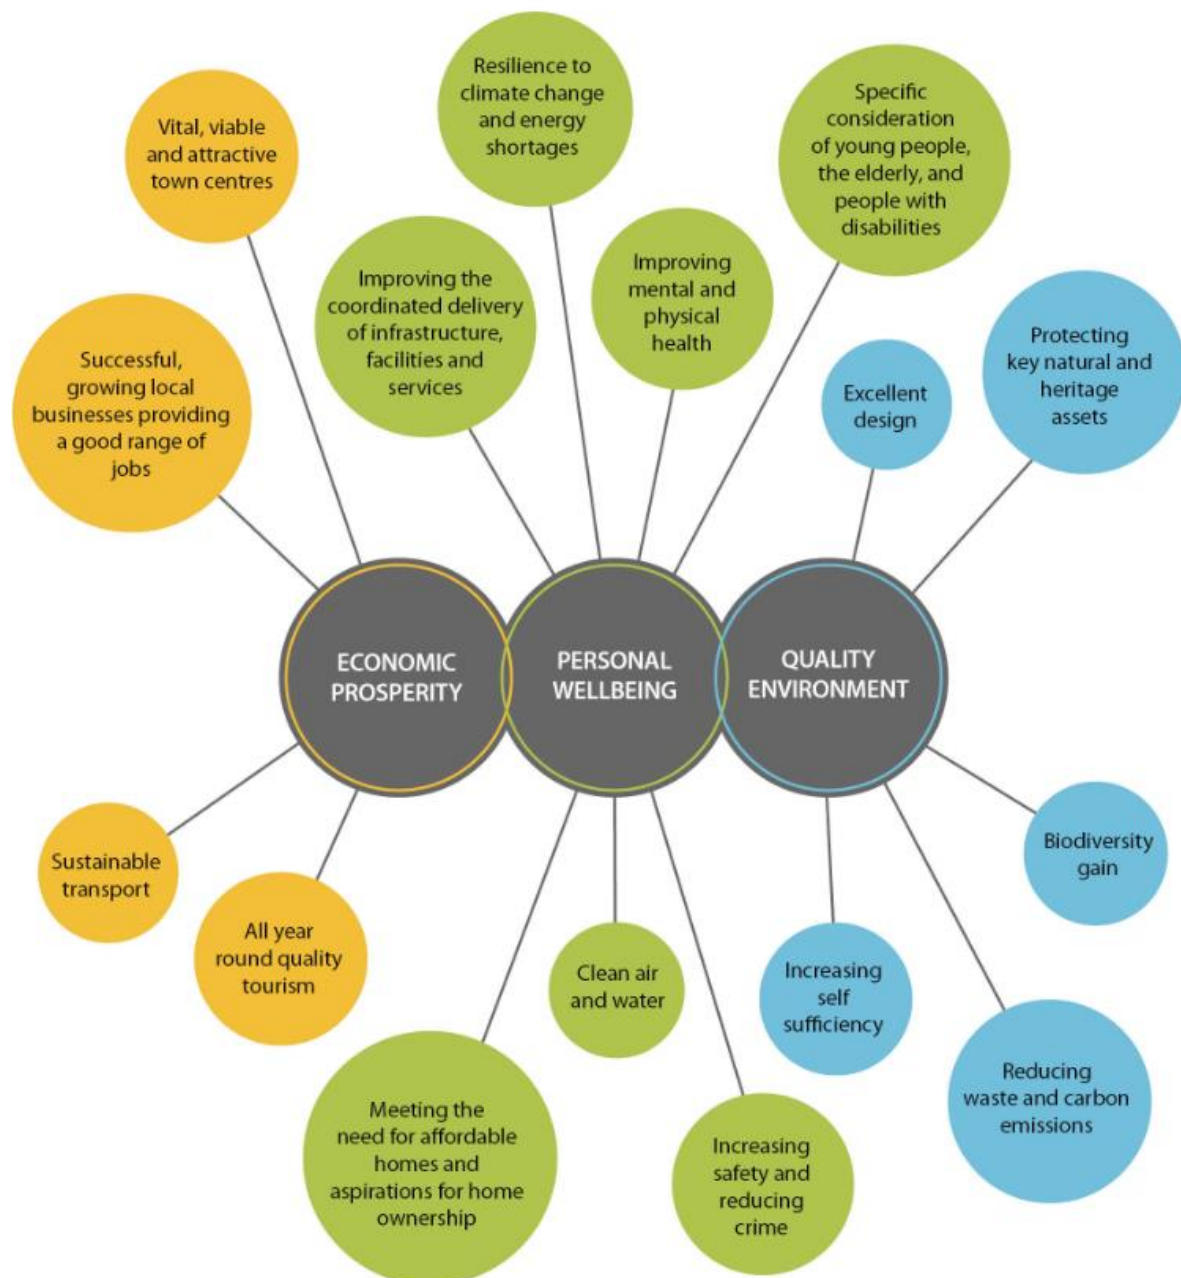 Resilience to
climate change
and energy
shortages
Specific
consideration
of young people,
the elderly, and
people with
disabilities
Vital, viable
and attractive
town centres
Improving the
coordinated delivery
of infrastructure,
facilities and
services
Improving
mental and
physical
health
Protecting
key natural and
heritage
assets
Successful,
growing local
businesses providing
a good range of
jobs
Excellent
design
ECONOMIC
PROSPERITY
PERSONAL
WELLBEING
QUALITY
ENVIRONMENT
Sustainable
transport
All year
round quality
tourism
Clean air
and water
Increasing
self
sufficiency
Biodiversity
gain
Meeting the
need for affordable
homes and
aspirations for home
ownership
Increasing
safety and
reducing
crime
Reducing
waste and carbon
emissions